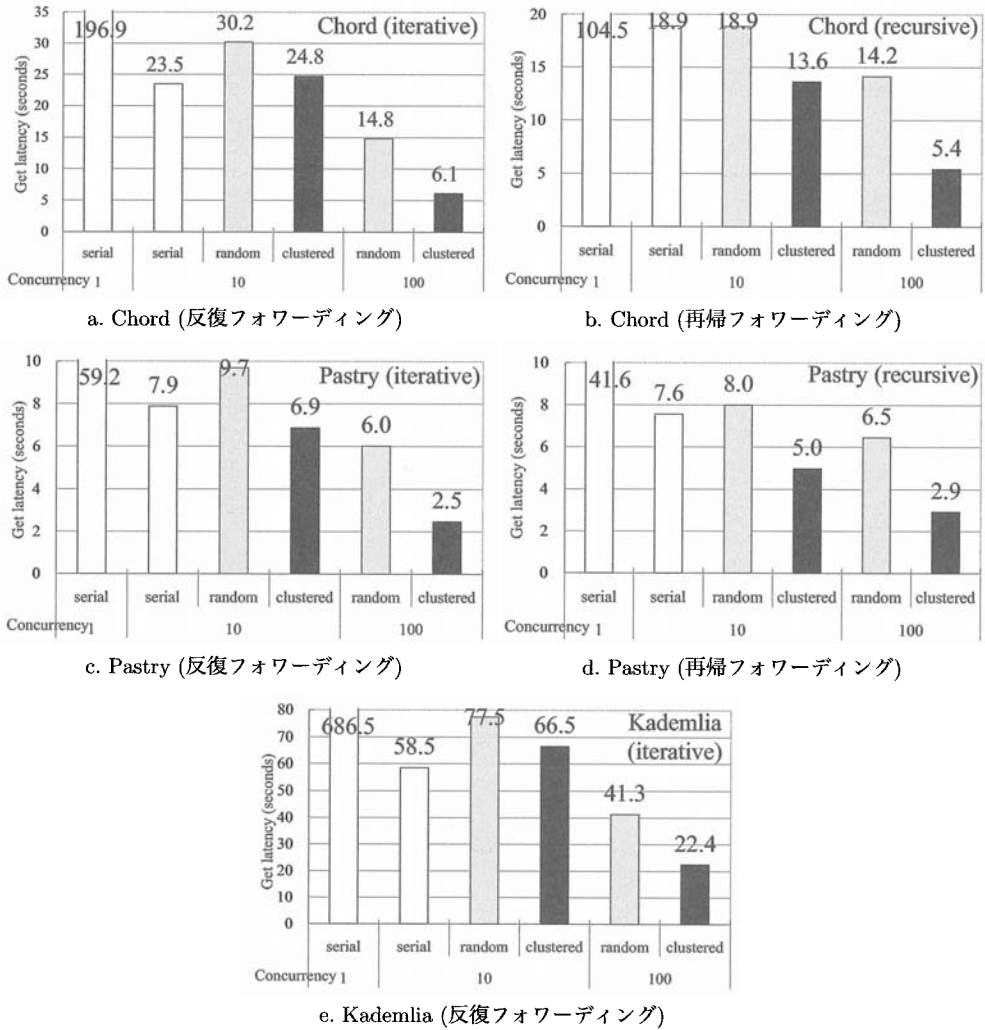 Chord (iterative)
Get latency (seconds)
35
30
25
20
15
10
5
0
196.9
23.5
30.2
24.8
14.8
6.1
serial serial random clustered random clustered
Concurrency 1 10 100
a. Chord (反復フォワーディング)
Chord (recursive)
Get latency (seconds)
20
15
10
5
0
104.5
18.9
18.9
13.6
14.2
5.4
serial serial random clustered random clustered
Concurrency 1 10 100
b. Chord (再帰フォワーディング)
Pastry (iterative)
Get latency (seconds)
10
8
6
4
2
0
59.2
7.9
9.7
6.9
6.0
2.5
serial serial random clustered random clustered
Concurrency 1 10 100
c. Pastry (反復フォワーディング)
Pastry (recursive)
Get latency (seconds)
10
8
6
4
2
0
41.6
7.6
8.0
5.0
6.5
2.9
serial serial random clustered random clustered
Concurrency 1 10 100
d. Pastry (再帰フォワーディング)
Kademlia
(iterative)
Get latency (seconds)
80
70
60
50
40
30
20
10
0
686.5
58.5
77.5
66.5
41.3
22.4
serial serial random clustered random clustered
Concurrency 1 10 100
e. Kademlia (反復フォワーディング)